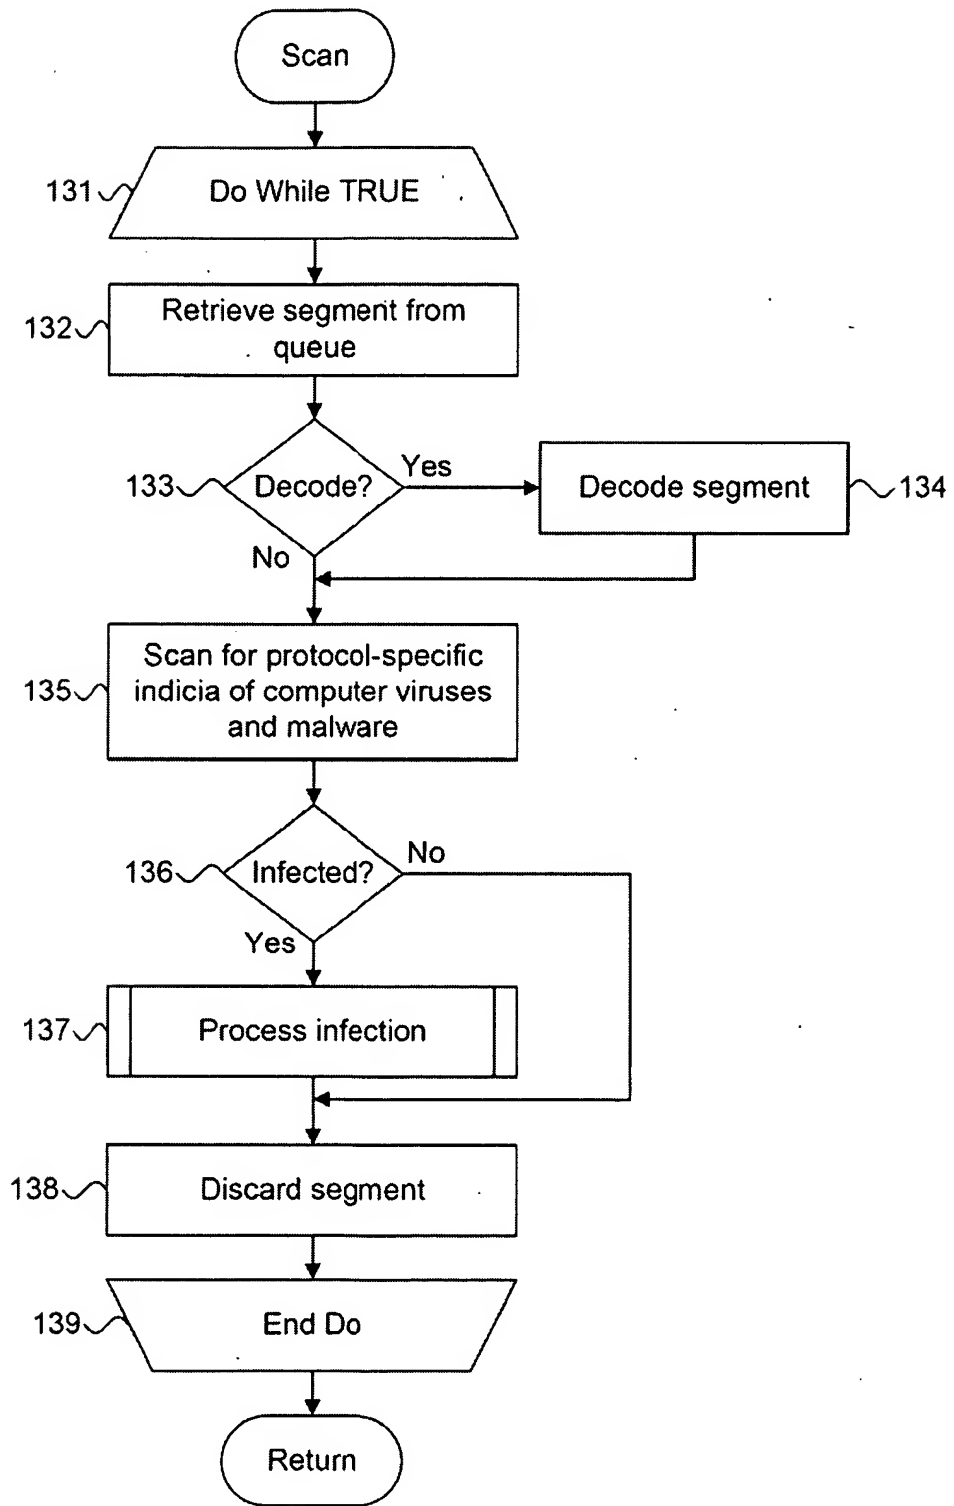 Scan
131
Do While TRUE
132
Retrieve segment from
queue
133
Decode?
Yes
Decode segment
134
No
135
Scan for protocol-specific
indicia of computer viruses
and malware
136
Infected?
No
Yes
137
Process infection
138
Discard segment
139
End Do
Return